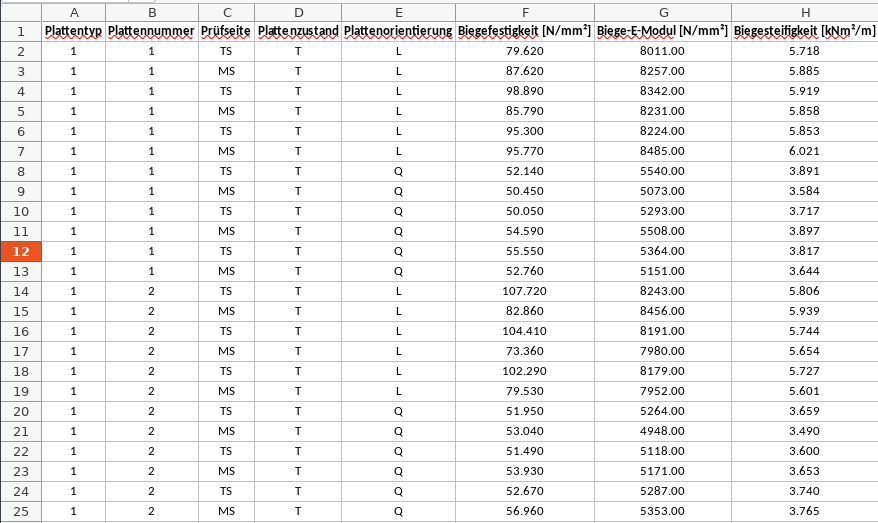 A B C D E F G H
1 Plattentyp Plattennummer Prüfseite Plattenzustand Plattenorientierung Biegefestigkeit [N/mm²] Biege-E-Modul [N/mm²] Biegesteifigkeit [kNm²/m]
2 1 1 TS T L 79.620 8011.00 5.718
3 1 1 MS T L 87.620 8257.00 5.885
4 1 1 TS T L 98.890 8342.00 5.919
5 1 1 MS T L 85.790 8231.00 5.858
6 1 1 TS T L 95.300 8224.00 5.853
7 1 1 MS T L 95.770 8485.00 6.021
8 1 1 TS T Q 52.140 5540.00 3.891
9 1 1 MS T Q 50.450 5073.00 3.584
10 1 1 TS T Q 50.050 5293.00 3.717
11 1 1 MS T Q 54.590 5508.00 3.897
12 1 1 TS T Q 55.550 5364.00 3.817
13 1 1 MS T Q 52.760 5151.00 3.644
14 1 2 TS T L 107.720 8243.00 5.806
15 1 2 MS T L 82.860 8456.00 5.939
16 1 2 TS T L 104.410 8191.00 5.744
17 1 2 MS T L 73.360 7980.00 5.654
18 1 2 TS T L 102.290 8179.00 5.727
19 1 2 MS T L 79.530 7952.00 5.601
20 1 2 TS T Q 51.950 5264.00 3.659
21 1 2 MS T Q 53.040 4948.00 3.490
22 1 2 TS T Q 51.490 5118.00 3.600
23 1 2 MS T Q 53.930 5171.00 3.653
24 1 2 TS T Q 52.670 5287.00 3.740
25 1 2 MS T Q 56.960 5353.00 3.765